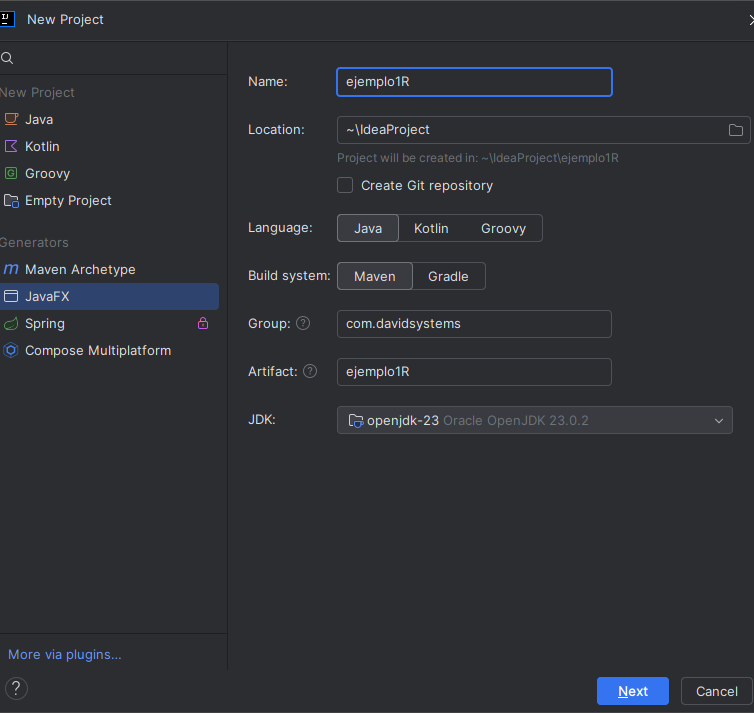 New Project
New Project
Java
Kotlin
Groovy
Empty Project
Generators
Maven Archetype
JavaFX
Spring
Compose Multiplatform
More via plugins...
?
Name: ejemplo1R
Location: ~\IdeaProject
Project will be created in: ~\IdeaProject\ejemplo1R
Create Git repository
Language: Java Kotlin Groovy
Build system: Maven Gradle
Group: ? com.davidsystems
Artifact: ? ejemplo1R
JDK: openjdk-23 Oracle OpenJDK 23.0.2
Next Cancel